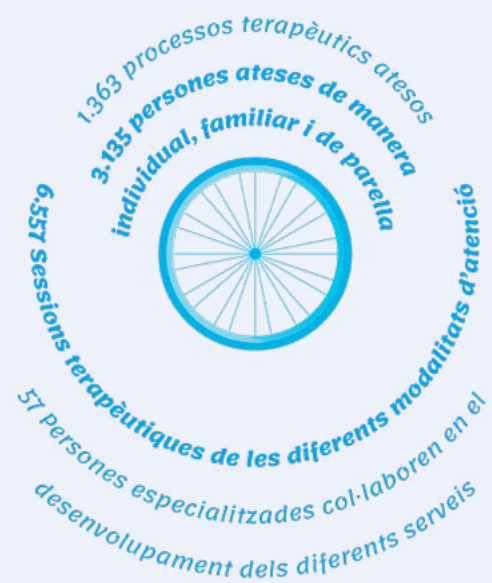 1.363 processos terapèutics atesos
3.135 persones ateses de manera
individual, familiar i de parella
6.557 Sessions terapèutiques de les diferents modalitats d'atenció
57 Persones especialitzades col·laboren en el
desenvolupament dels diferents serveis